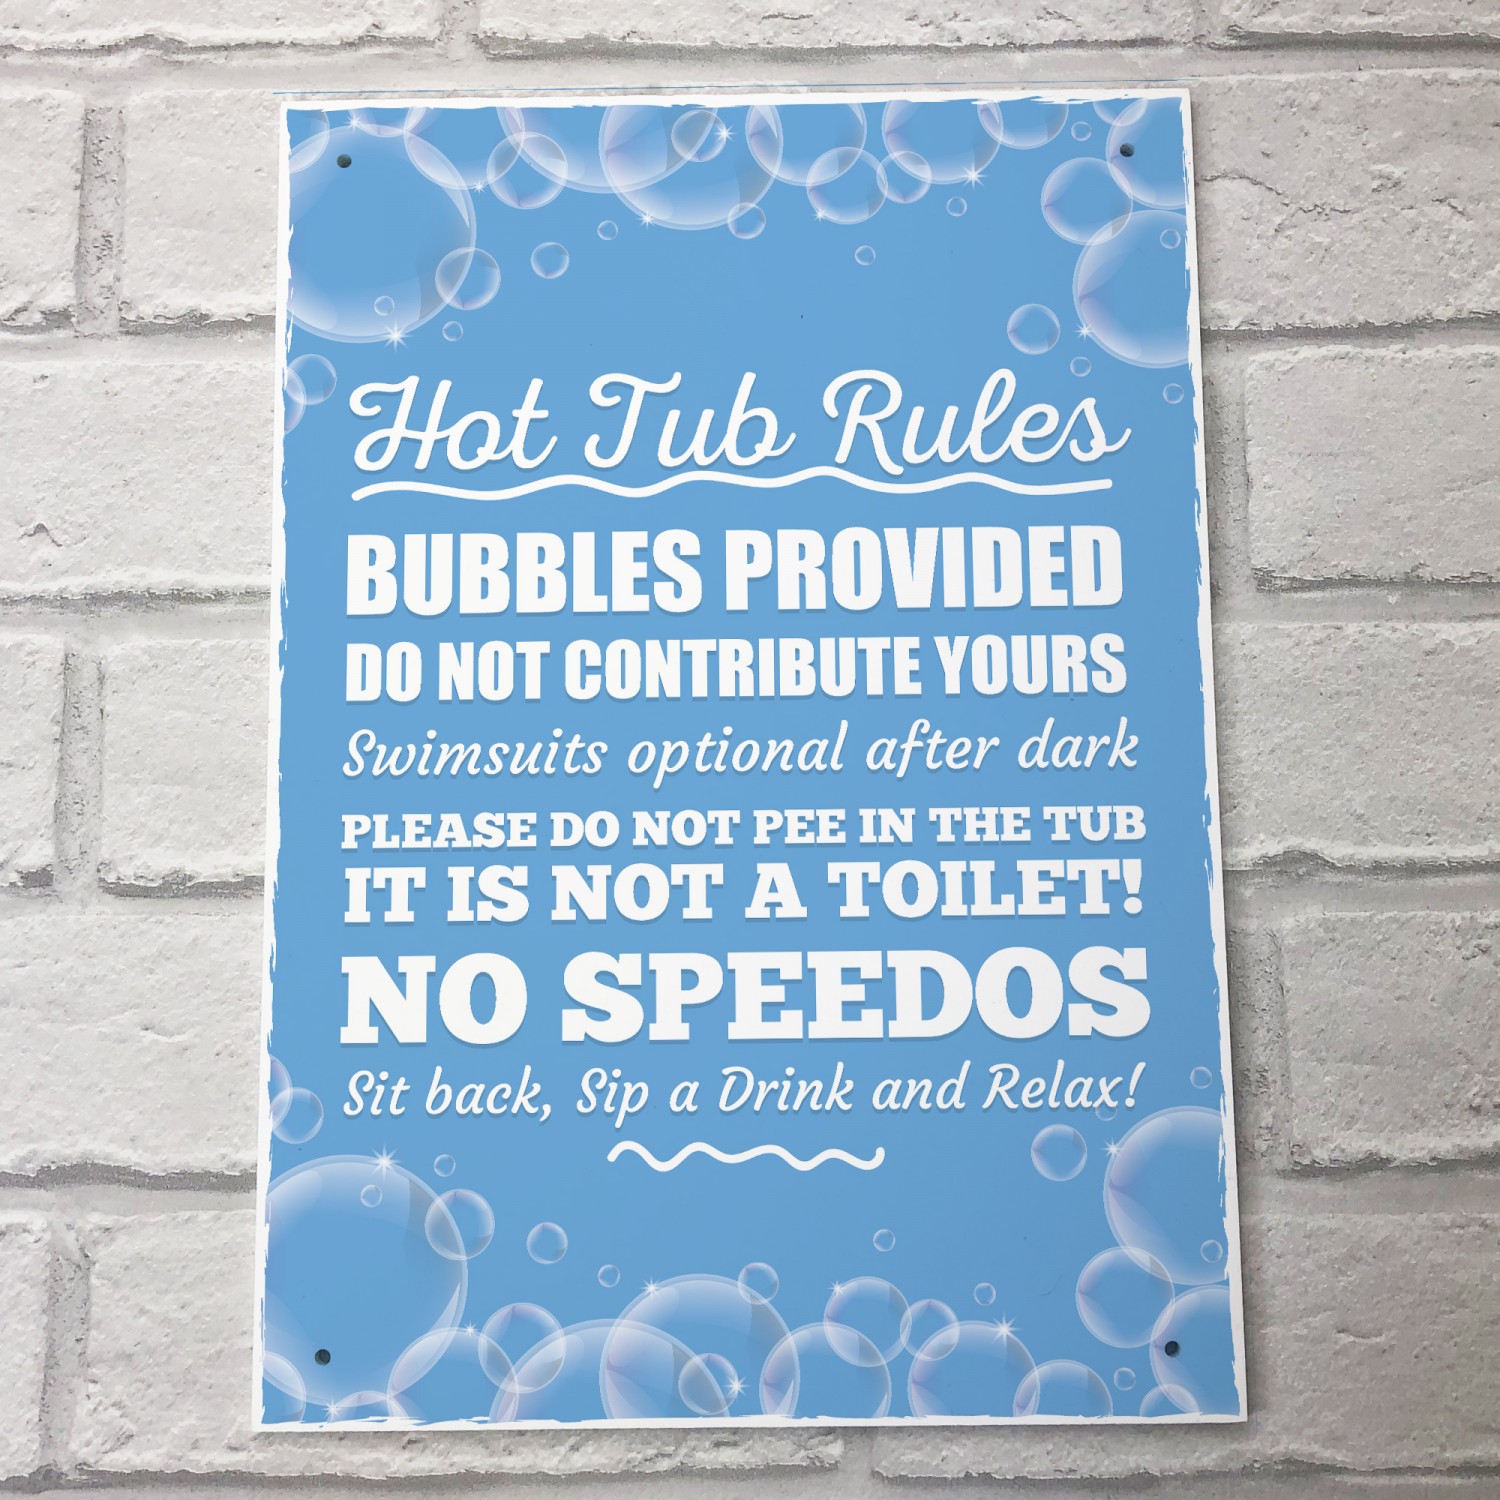 Hot Tub Rules
BUBBLES PROVIDED
DO NOT CONTRIBUTE YOURS
Swimsuits optional after dark
PLEASE DO NOT PEE IN THE TUB
IT IS NOT A TOILET!
NO SPEEDOS
Sit back, Sip a Drink and Relax!